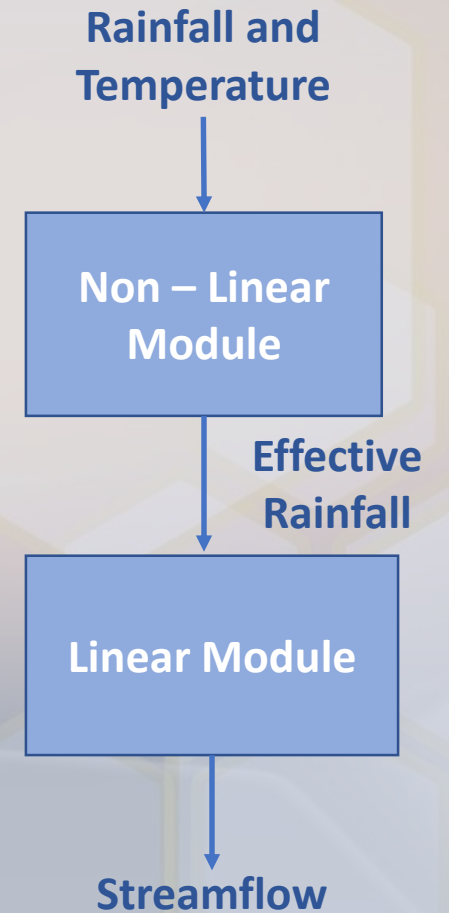 Rainfall and
Temperature
Non – Linear
Module
Effective
Rainfall
Linear Module
Streamflow